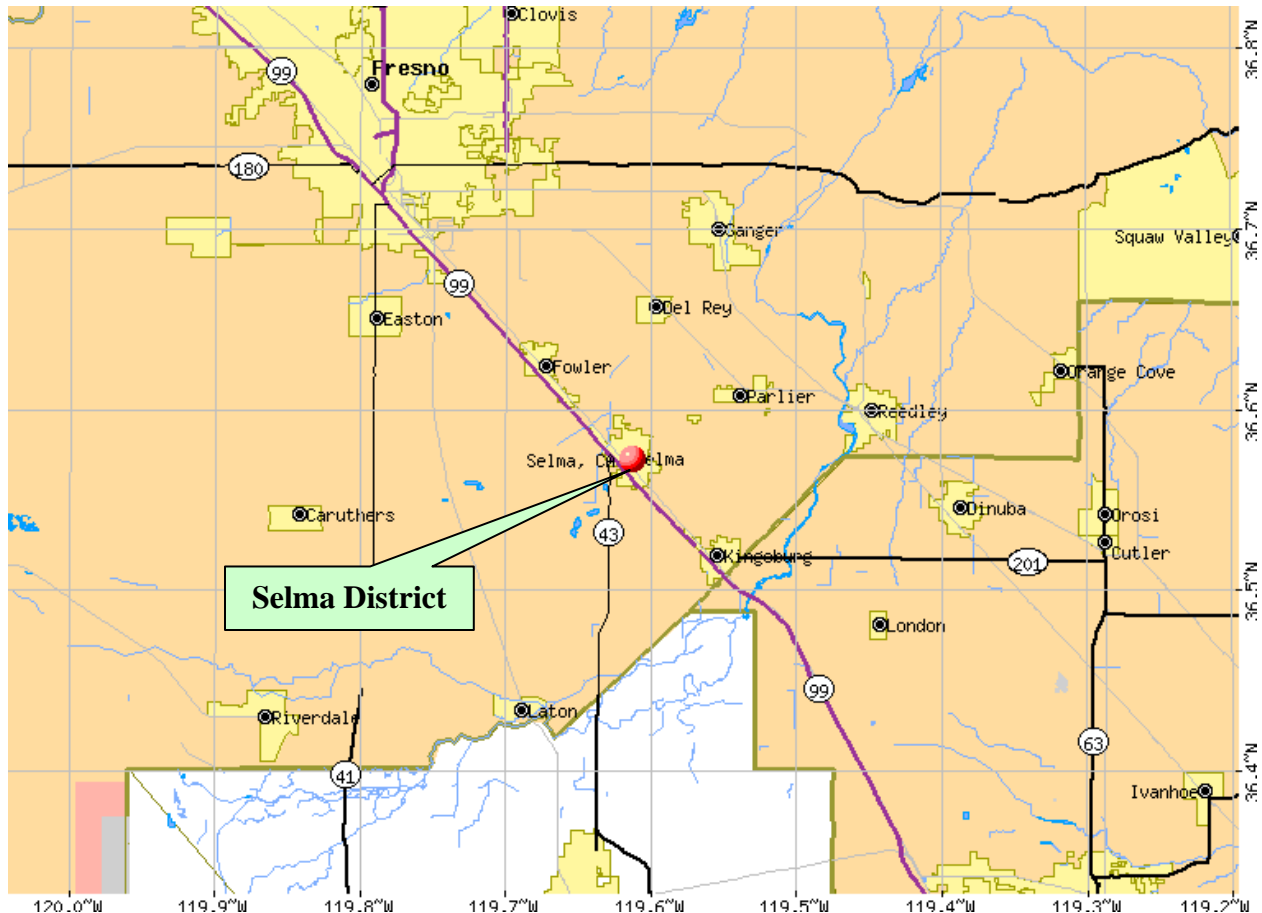 Clovis
36.8°N
99
Fresno
180
36.7°N
Sanger
Squaw Valley
99
Easton
Del Rey
Fowler
Orange Cove
Parlier
36.6°N
Reedley
Selma, C
elma
Caruthers
43
Dinuba
Orosi
Kingsburg
Cutler
201
Selma District
36.5°N
London
99
Riverdale
Laton
63
41
36.4°N
Ivanhoe
120.0°W
119.9°W
119.8°W
119.7°W
119.6°W
119.5°W
119.4°W
119.3°W
119.2°W